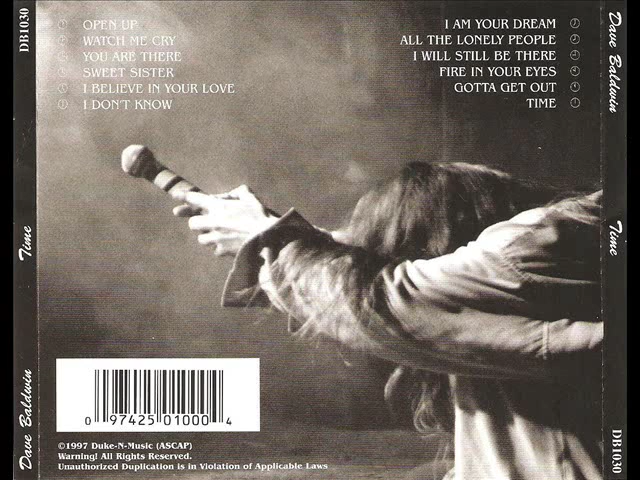 DB1030
Time
Dave Baldwin
OPEN UP
WATCH ME CRY
YOU ARE THERE
SWEET SISTER
I BELIEVE IN YOUR LOVE
I DON'T KNOW
I AM YOUR DREAM
ALL THE LONELY PEOPLE
I WILL STILL BE THERE
FIRE IN YOUR EYES
GOTTA GET OUT
TIME
0 97425 01000 4
©1997 Duke-N-Music (ASCAP)
Warning! All Rights Reserved.
Unauthorized Duplication is in Violation of Applicable Laws
Dave Baldwin
Time
DB1030